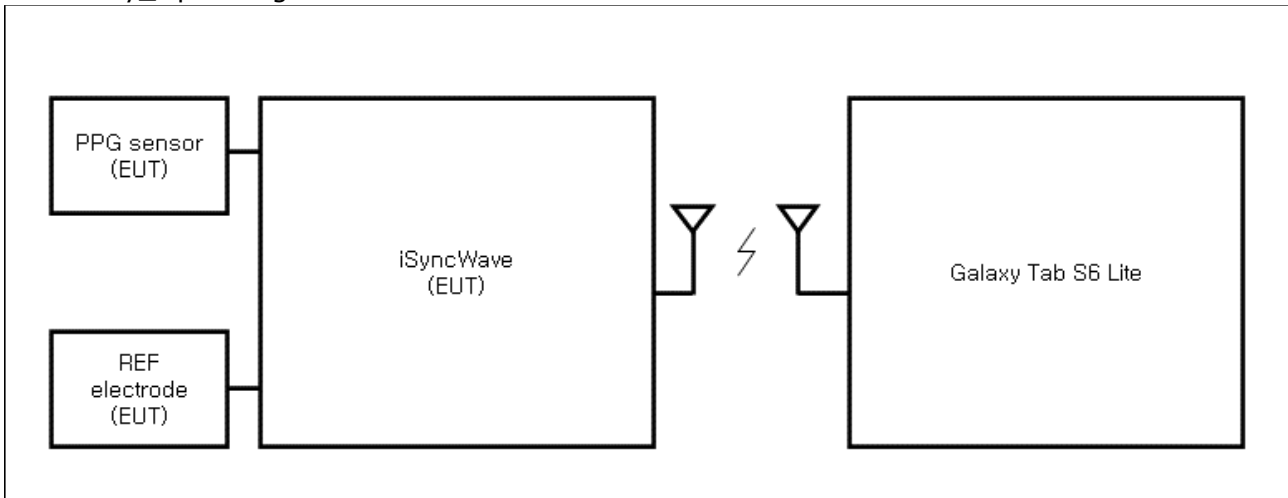 PPG sensor
(EUT)
iSyncWave
(EUT)
Galaxy Tab S6 Lite
REF
electrode
(EUT)